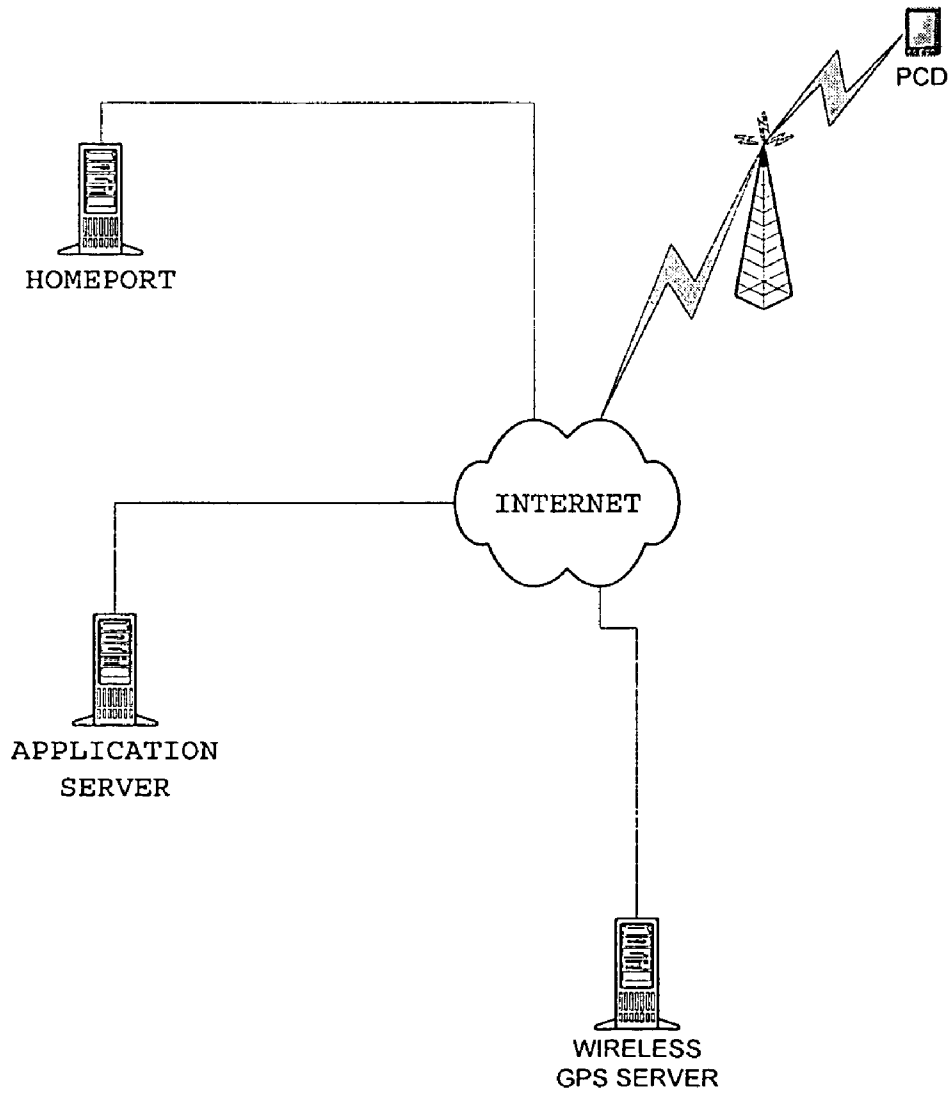 PCD
HOMEPORT
INTERNET
APPLICATION
SERVER
WIRELESS
GPS SERVER